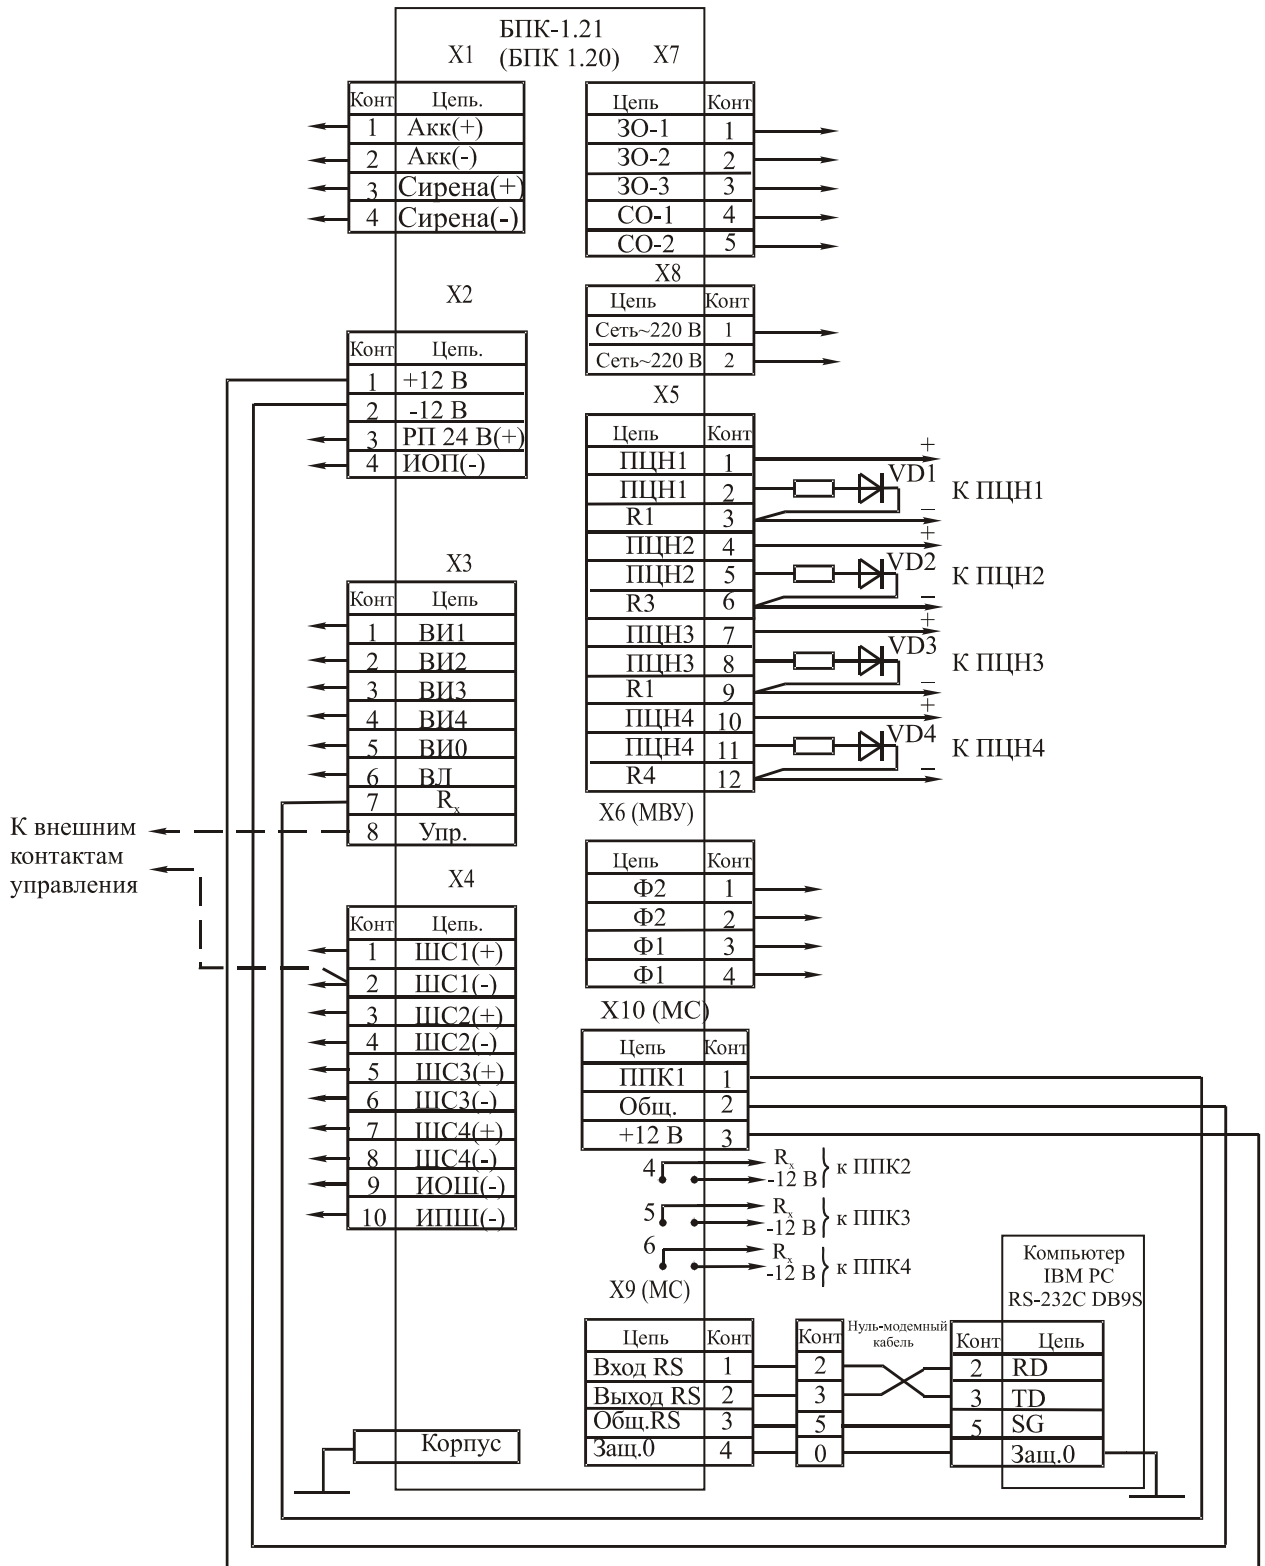 БПК-1.21
(БПК 1.20)
X1
Конт Цепь.
1 Акк(+)
2 Акк(-)
3 Сирена(+)
4 Сирена(-)
X2
Конт Цепь.
1 +12 В
2 -12 В
3 РП 24 В(+)
4 ИОП(-)
X3
Конт Цепь
1 ВИ1
2 ВИ2
3 ВИ3
4 ВИ4
5 ВИ0
6 ВЛ
7 Rx
8 Упр.
К внешним
контактам
управления
X4
Конт Цепь.
1 ШС1(+)
2 ШС1(-)
3 ШС2(+)
4 ШС2(-)
5 ШС3(+)
6 ШС3(-)
7 ШС4(+)
8 ШС4(-)
9 ИОШ(-)
10 ИПШ(-)
Корпус
X7
Цепь Конт
ЗО-1 1
ЗО-2 2
ЗО-3 3
СО-1 4
СО-2 5
X8
Цепь Конт
Сеть~220 В 1
Сеть~220 В 2
X5
Цепь Конт
ПЦН1 1 +
ПЦН1 2 VD1 К ПЦН1
R1 3 –
ПЦН2 4 +
ПЦН2 5 VD2 К ПЦН2
R3 6 –
ПЦН3 7 +
ПЦН3 8 VD3 К ПЦН3
R1 9 –
ПЦН4 10 +
ПЦН4 11 VD4 К ПЦН4
R4 12 –
X6 (МВУ)
Цепь Конт
Ф2 1
Ф2 2
Ф1 3
Ф1 4
X10 (МС)
Цепь Конт
ППК1 1
Общ. 2
+12 В 3
4 Rx
-12 В } к ППК2
5 Rx
-12 В } к ППК3
6 Rx
-12 В } к ППК4
X9 (МС)
Цепь Конт
Вход RS 1
Выход RS 2
Общ.RS 3
Защ.0 4
Конт
2
3
5
0
Нуль-модемный
кабель
Компьютер
IBM PC
RS-232C DB9S
Конт Цепь
2 RD
3 TD
5 SG
Защ.0